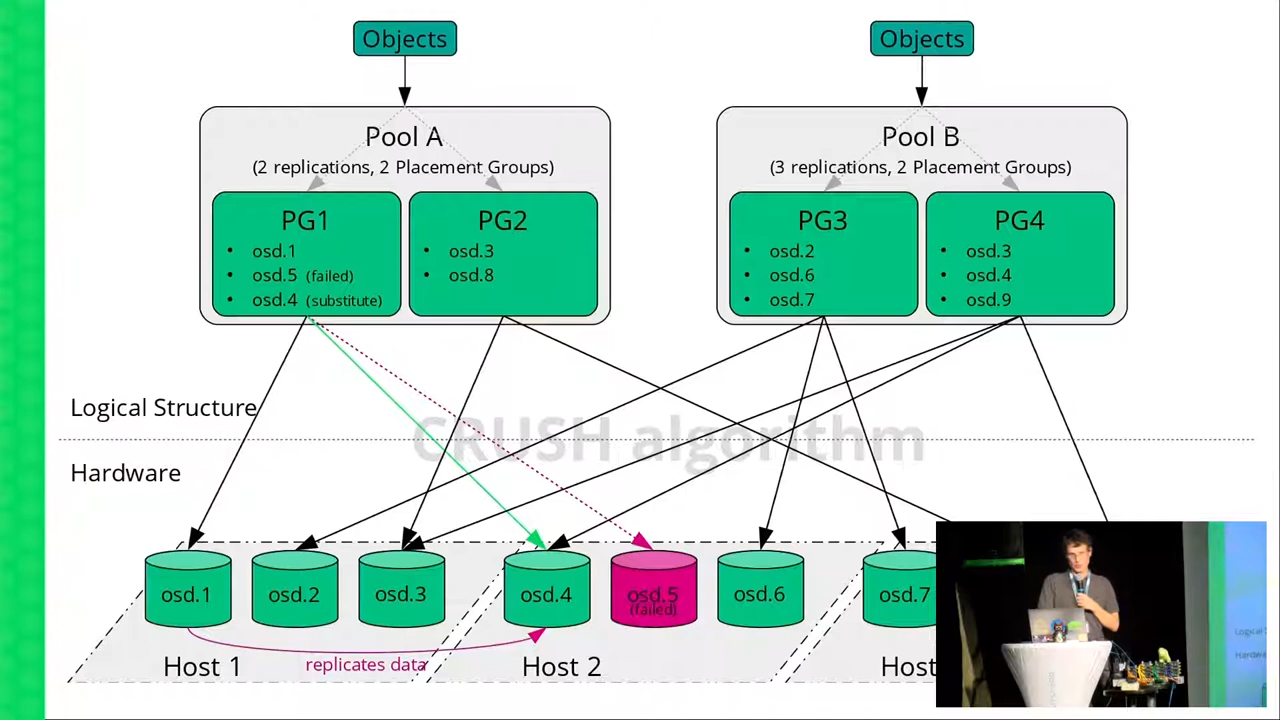 Objects
Objects
Pool A
(2 replications, 2 Placement Groups)
PG1
• osd.1
• osd.5 (failed)
• osd.4 (substitute)
PG2
• osd.3
• osd.8
Pool B
(3 replications, 2 Placement Groups)
PG3
• osd.2
• osd.6
• osd.7
PG4
• osd.3
• osd.4
• osd.9
Logical Structure
CRUSH algorithm
Hardware
osd.1
osd.2
osd.3
osd.4
osd.5
(failed)
osd.6
osd.7
replicates data
Host 1
Host 2
Host
Logical S
Hardwa